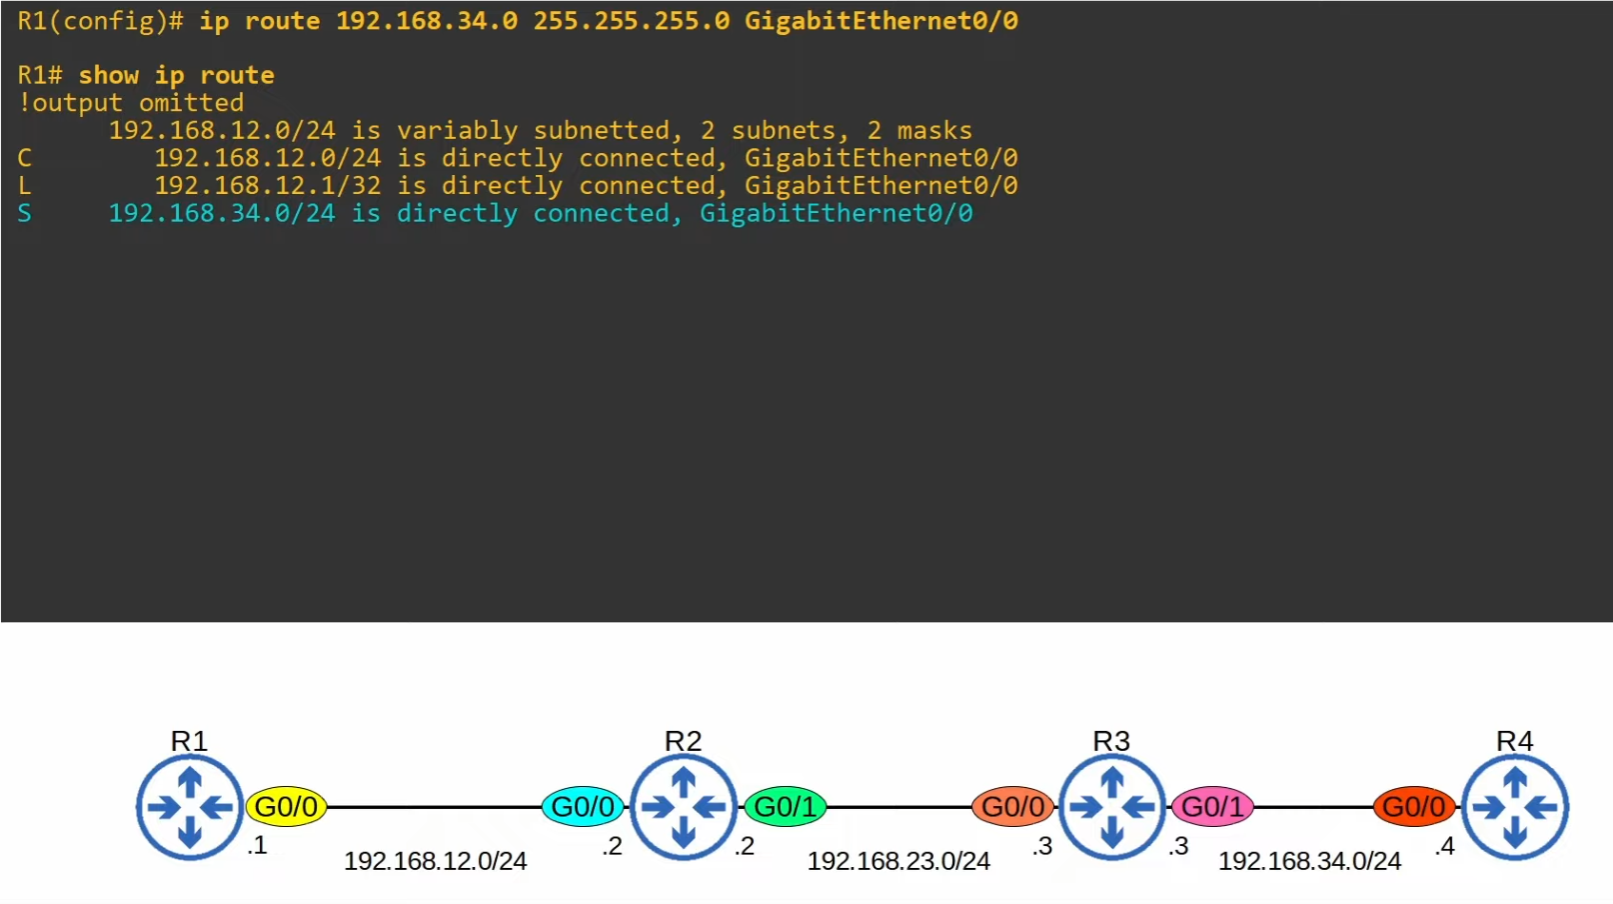 R1(config)# ip route 192.168.34.0 255.255.255.0 GigabitEthernet0/0
R1# show ip route
!output omitted
192.168.12.0/24 is variably subnetted, 2 subnets, 2 masks
C 192.168.12.0/24 is directly connected, GigabitEthernet0/0
L 192.168.12.1/32 is directly connected, GigabitEthernet0/0
S 192.168.34.0/24 is directly connected, GigabitEthernet0/0
R1 R2 R3 R4
G0/0 G0/0 G0/1 G0/0 G0/1 G0/0
.1 .2 .2 .3 .3 .4
192.168.12.0/24 192.168.23.0/24 192.168.34.0/24